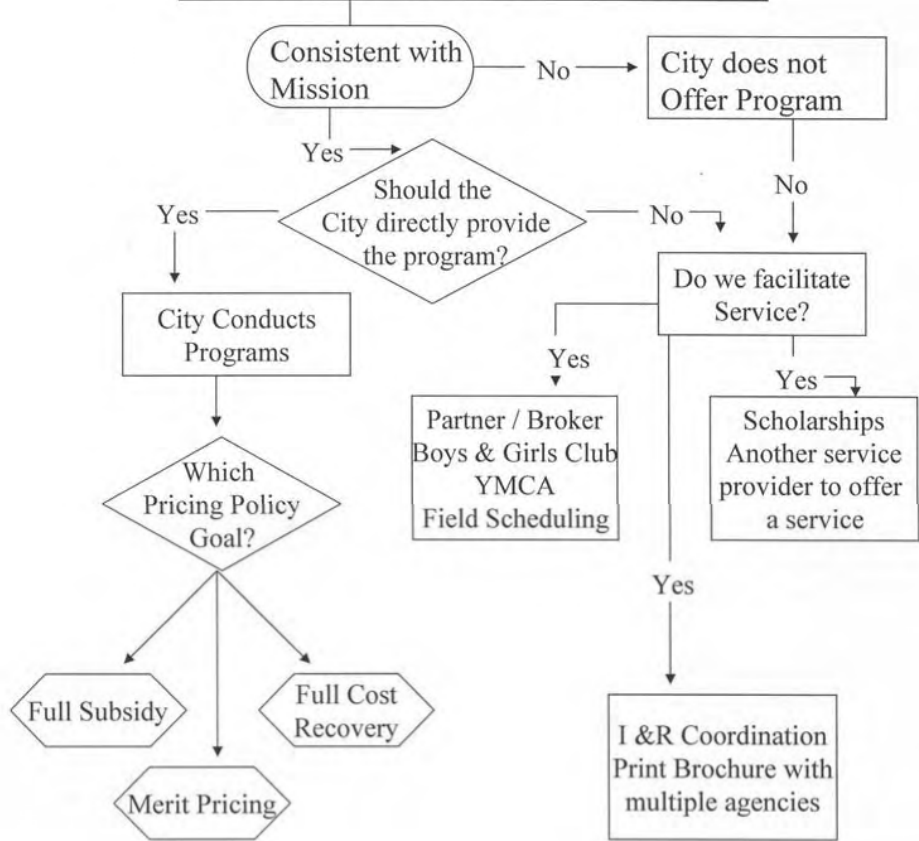 Consistent with
Mission
No
City does not
Offer Program
Yes
No
Should the
City directly provide
the program?
Yes
No
Do we facilitate
Service?
City Conducts
Programs
Yes
Yes
Partner / Broker
Boys & Girls Club
YMCA
Field Scheduling
Scholarships
Another service
provider to offer
a service
Which
Pricing Policy
Goal?
Yes
Full Subsidy
Full Cost
Recovery
Merit Pricing
I &R Coordination
Print Brochure with
multiple agencies